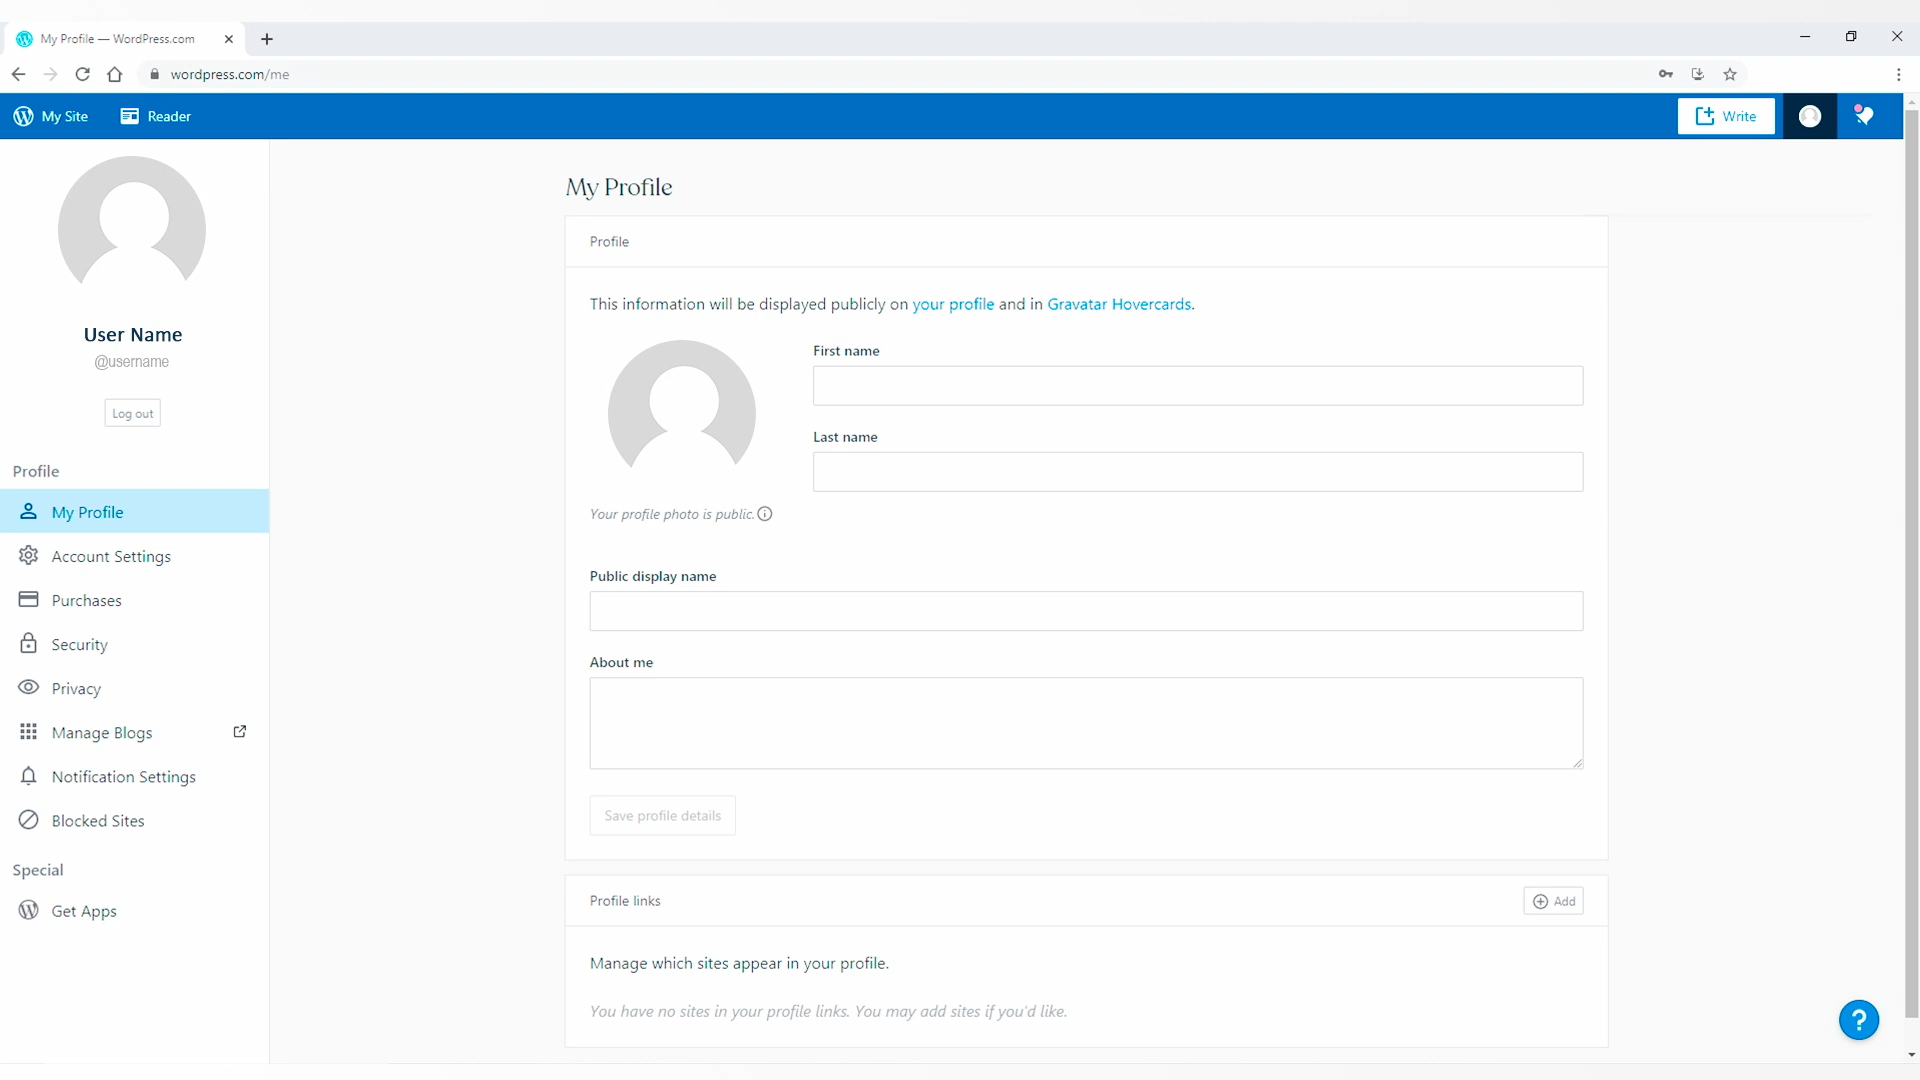 My Profile — WordPress.com
wordpress.com/me
My Site
Reader
Write
User Name
@username
Log out
Profile
My Profile
Account Settings
Purchases
Security
Privacy
Manage Blogs
Notification Settings
Blocked Sites
Special
Get Apps
My Profile
Profile
This information will be displayed publicly on your profile and in Gravatar Hovercards.
First name
Last name
Your profile photo is public.
Public display name
About me
Save profile details
Profile links
Add
Manage which sites appear in your profile.
You have no sites in your profile links. You may add sites if you'd like.
?